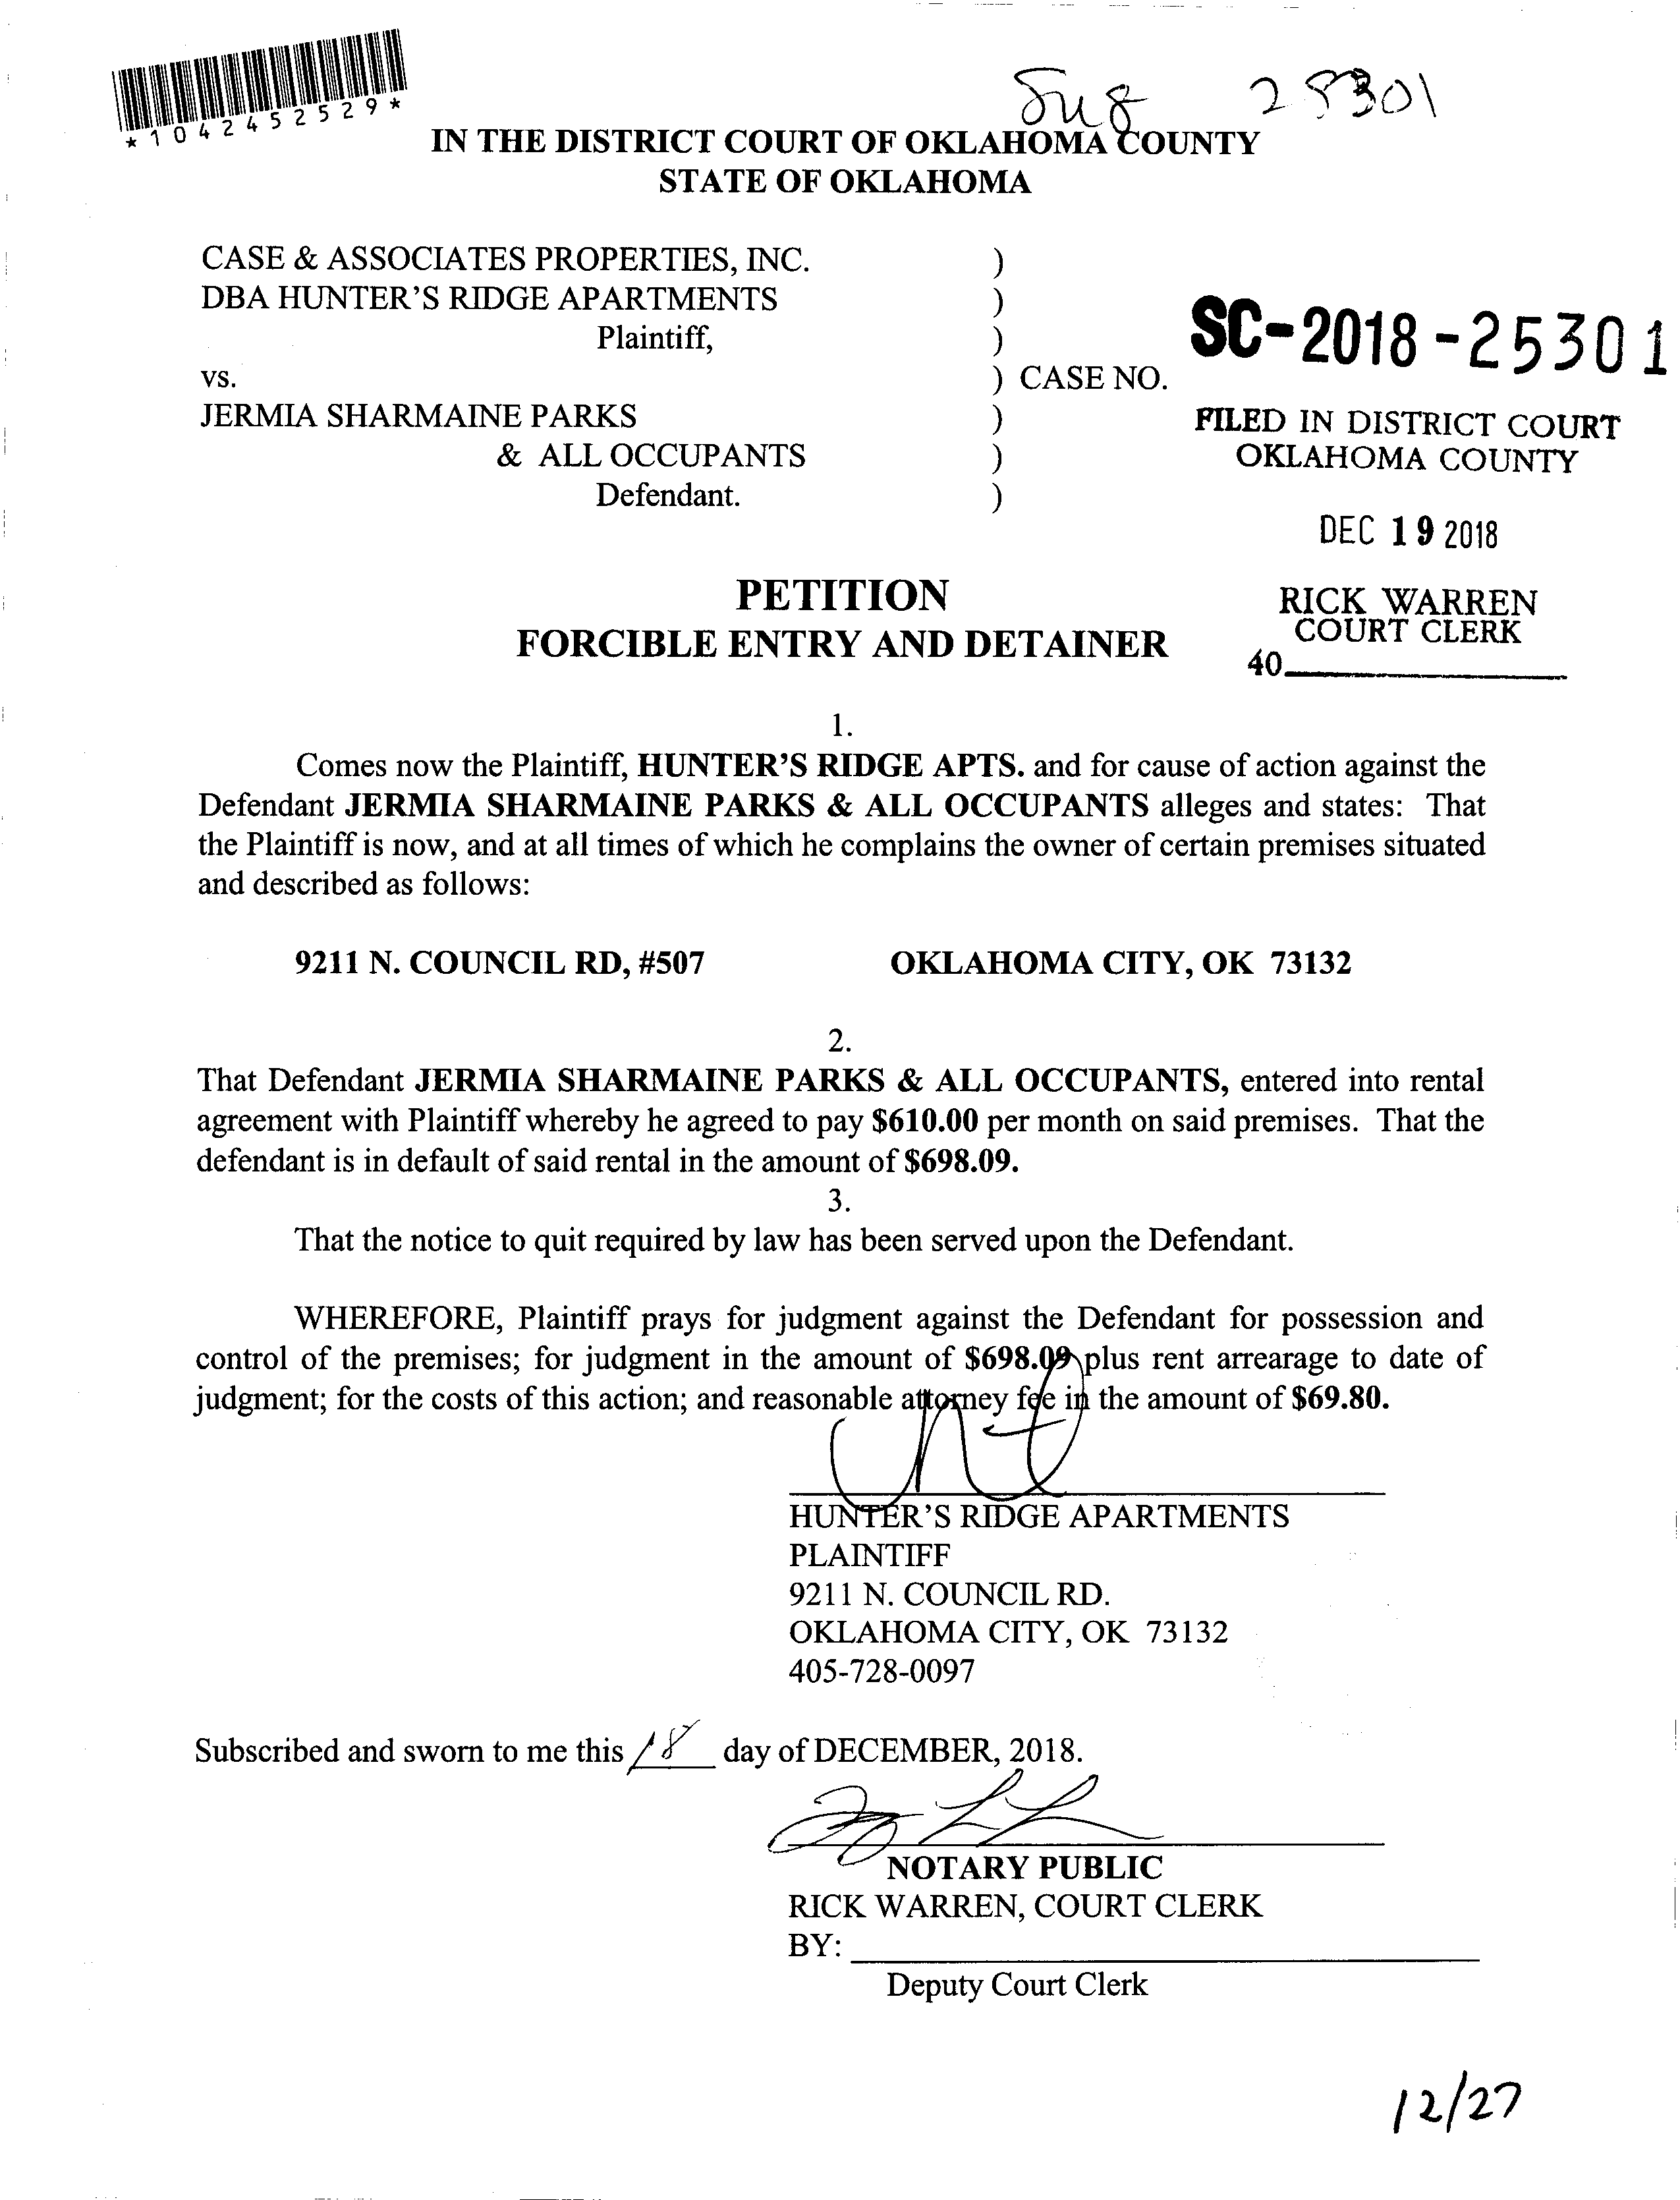 *1042452529*
25301
IN THE DISTRICT COURT OF OKLAHOMA COUNTY
STATE OF OKLAHOMA
CASE & ASSOCIATES PROPERTIES, INC. )
DBA HUNTER'S RIDGE APARTMENTS )
Plaintiff, )
vs. ) CASE NO. SC-2018-25301
JERMIA SHARMAINE PARKS )
& ALL OCCUPANTS )
Defendant. )
FILED IN DISTRICT COURT
OKLAHOMA COUNTY
DEC 19 2018
RICK WARREN
COURT CLERK
40
PETITION
FORCIBLE ENTRY AND DETAINER
1.
Comes now the Plaintiff, HUNTER'S RIDGE APTS. and for cause of action against the
Defendant JERMIA SHARMAINE PARKS & ALL OCCUPANTS alleges and states: That
the Plaintiff is now, and at all times of which he complains the owner of certain premises situated
and described as follows:
9211 N. COUNCIL RD, #507 OKLAHOMA CITY, OK 73132
2.
That Defendant JERMIA SHARMAINE PARKS & ALL OCCUPANTS, entered into rental
agreement with Plaintiff whereby he agreed to pay $610.00 per month on said premises. That the
defendant is in default of said rental in the amount of $698.09.
3.
That the notice to quit required by law has been served upon the Defendant.
WHEREFORE, Plaintiff prays for judgment against the Defendant for possession and
control of the premises; for judgment in the amount of $698.09 plus rent arrearage to date of
judgment; for the costs of this action; and reasonable attorney fee in the amount of $69.80.
HUNTER'S RIDGE APARTMENTS
PLAINTIFF
9211 N. COUNCIL RD.
OKLAHOMA CITY, OK 73132
405-728-0097
Subscribed and sworn to me this 18 day of DECEMBER, 2018.
NOTARY PUBLIC
RICK WARREN, COURT CLERK
BY:
Deputy Court Clerk
12/27